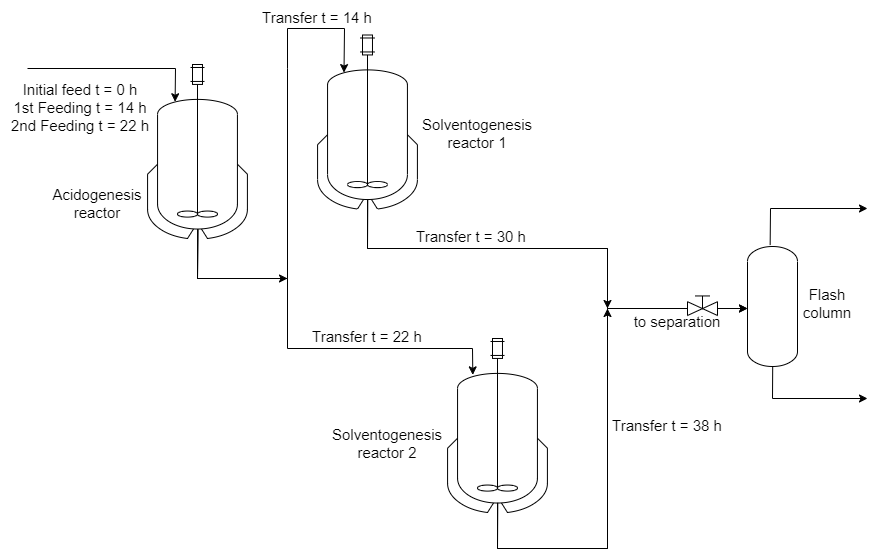 Transfer t = 14 h
Initial feed t = 0 h
1st Feeding t = 14 h
2nd Feeding t = 22 h
Solventogenesis
reactor 1
Acidogenesis
reactor
Transfer t = 30 h
Flash
column
to separation
Transfer t = 22 h
Solventogenesis
reactor 2
Transfer t = 38 h